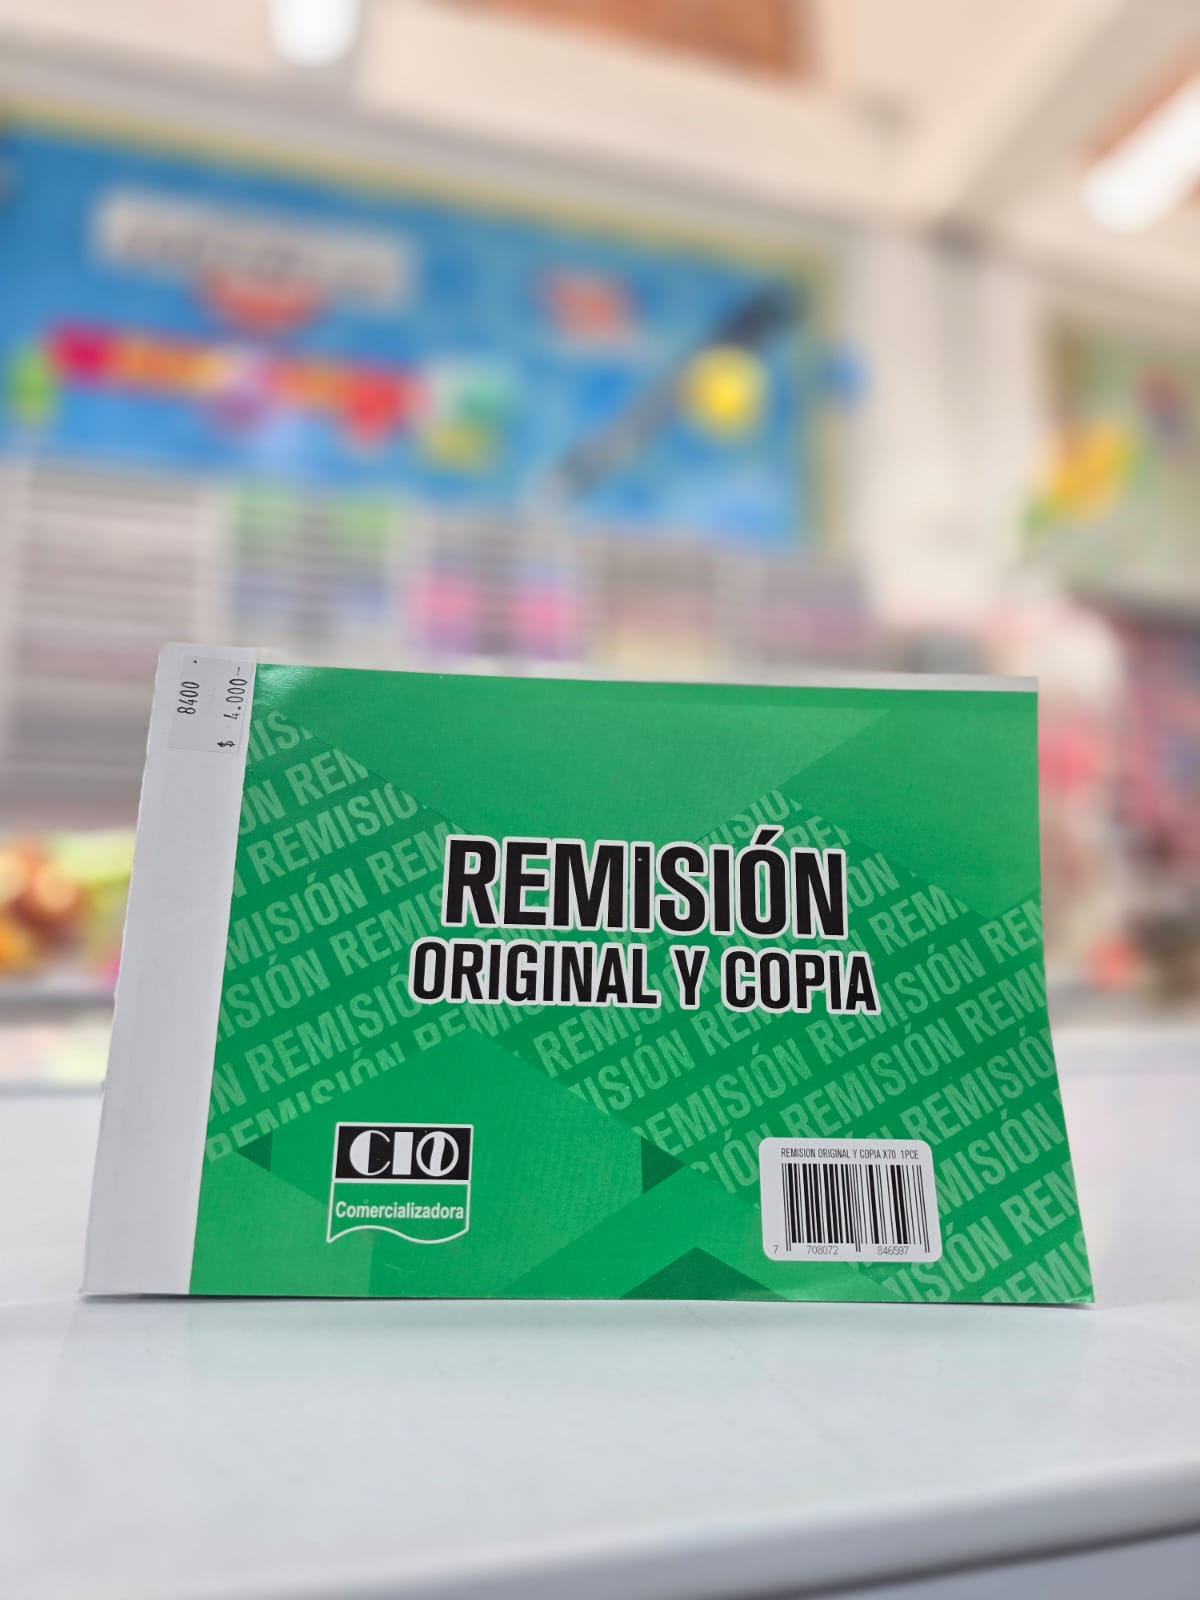 8400
$ 4.000-
REMISIÓN
ORIGINAL Y COPIA
CIO
Comercializadora
REMISION ORIGINAL Y COPIA X70 1PCE
7 708072 846597